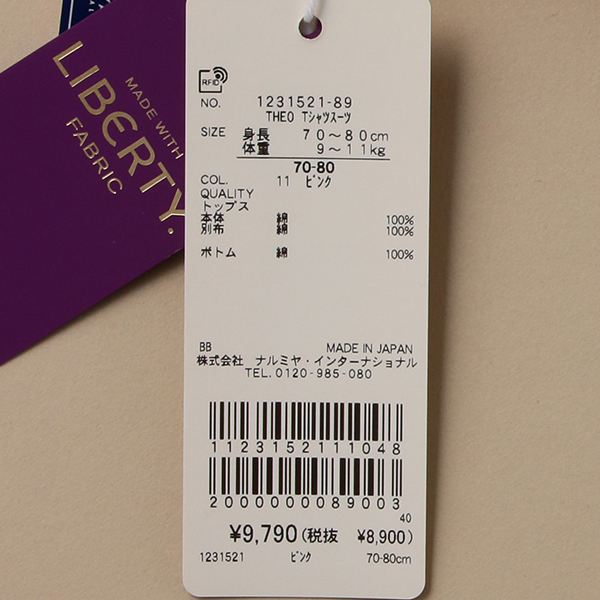 MADE WITH
LIBERTY.
FABRIC
RFID
NO. 1231521-89
THEO Tシャツスーツ
SIZE 身長 70～80cm
体重 9～11kg
70-80
COL. 11 ピンク
QUALITY
トップス
本体 綿 100%
別布 綿 100%
ボトム 綿 100%
BB MADE IN JAPAN
株式会社 ナルミヤ・インターナショナル
TEL.0120-985-080
1123152111048
2000000089003
40
¥9,790(税抜 ¥8,900)
1231521 ピンク 70-80cm